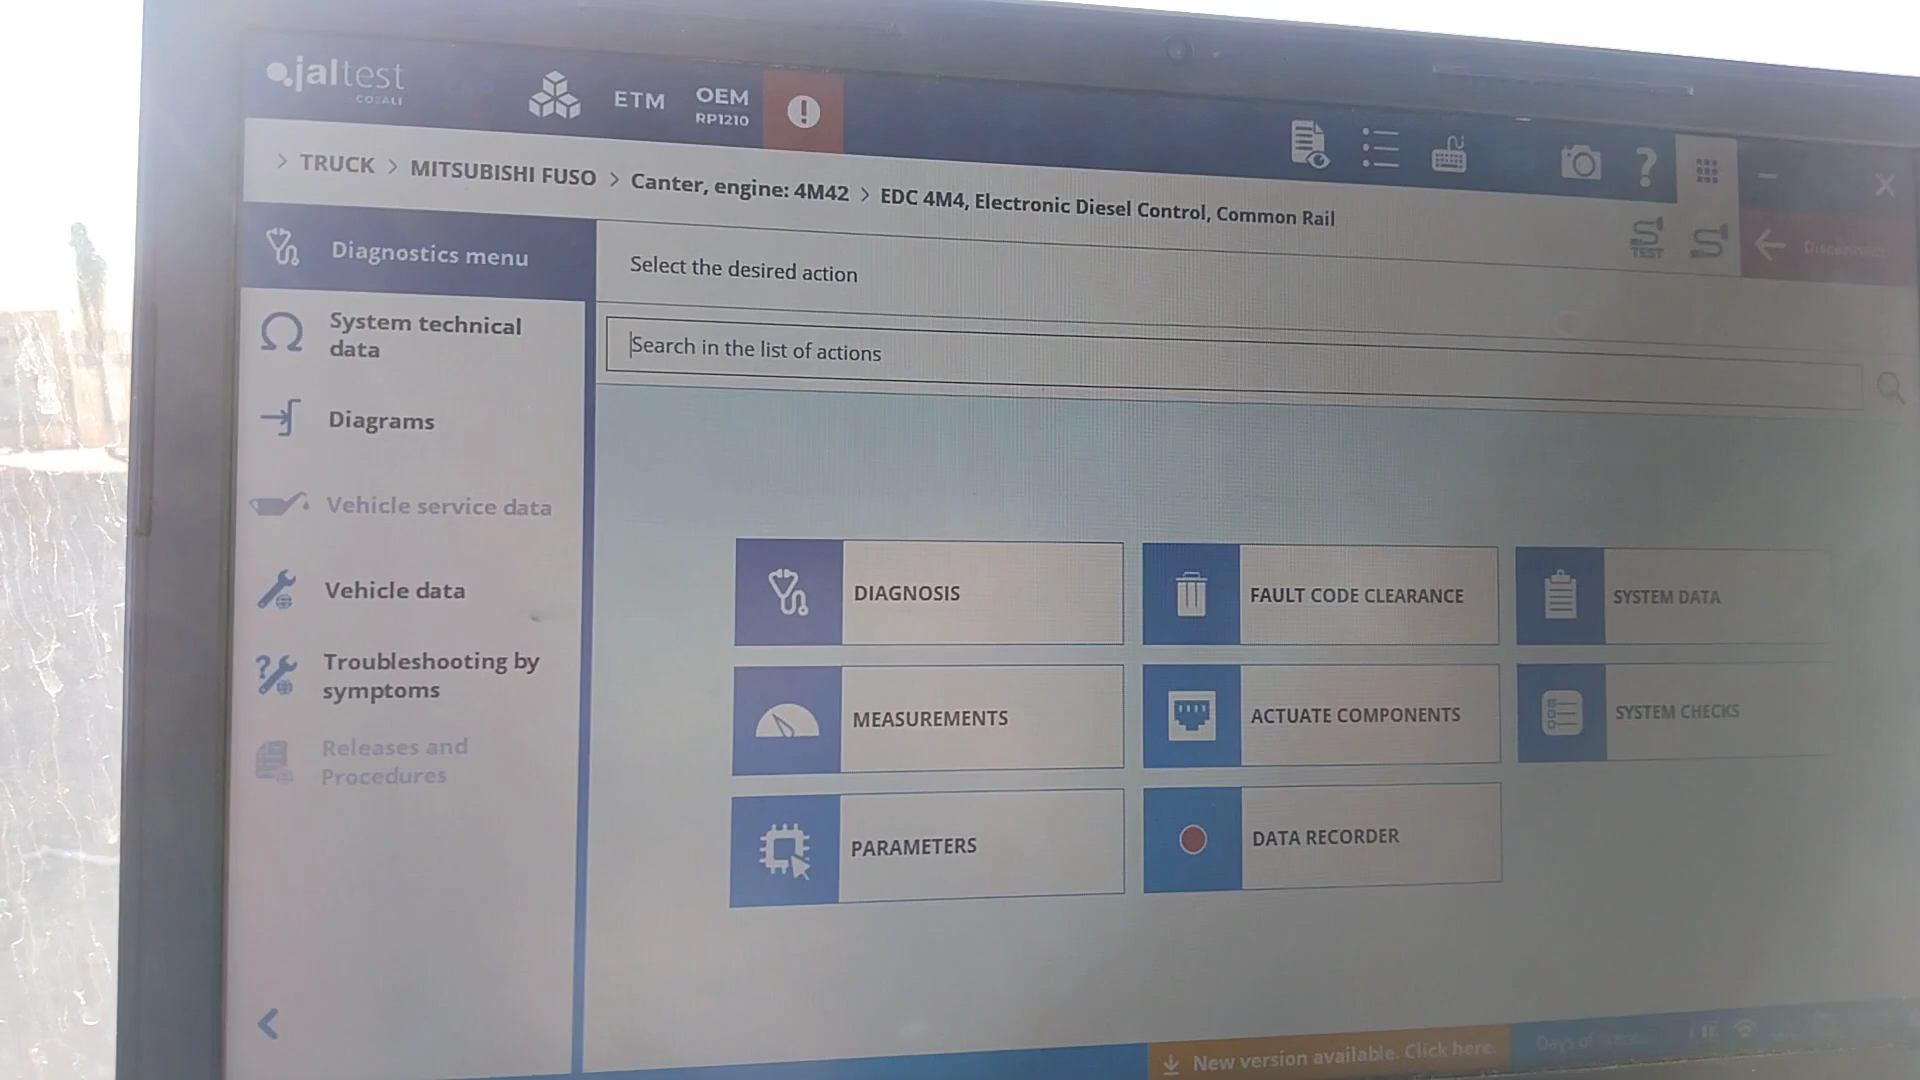 jaltest
COJALI
ETM
OEM
RP1210
> TRUCK > MITSUBISHI FUSO > Canter, engine: 4M42 > EDC 4M4, Electronic Diesel Control, Common Rail
TEST
Disconnect
Diagnostics menu
System technical
data
Diagrams
Vehicle service data
Vehicle data
Troubleshooting by
symptoms
Releases and
Procedures
Select the desired action
Search in the list of actions
DIAGNOSIS
FAULT CODE CLEARANCE
SYSTEM DATA
MEASUREMENTS
ACTUATE COMPONENTS
SYSTEM CHECKS
PARAMETERS
DATA RECORDER
New version available. Click here.
Days of